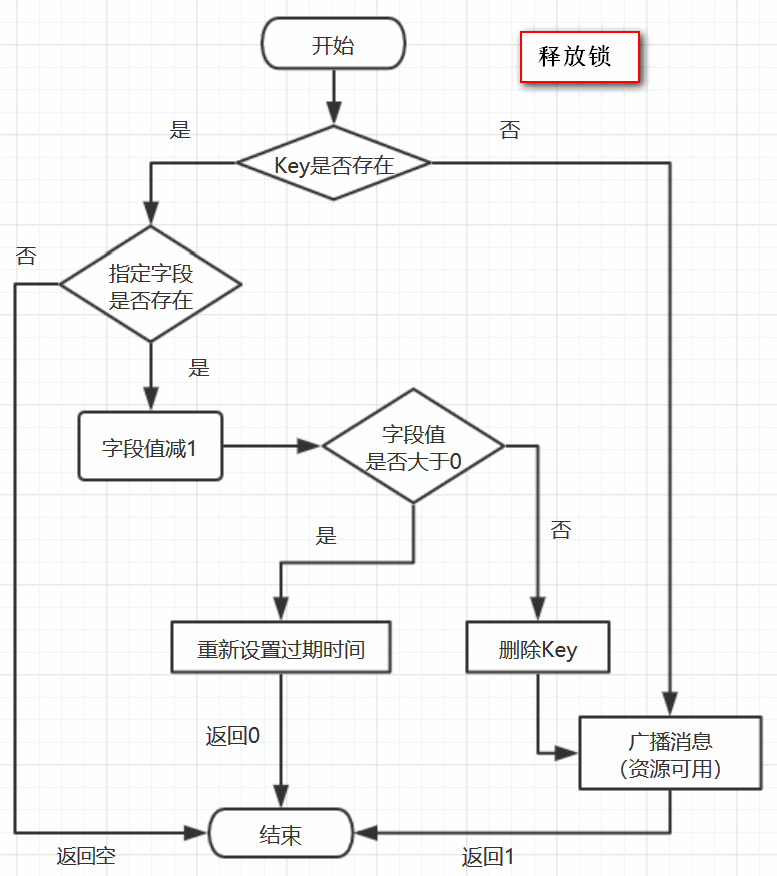 开始
释放锁
是
否
Key是否存在
否
指定字段
是否存在
是
字段值减1
字段值
是否大于0
是
否
重新设置过期时间
删除Key
返回0
广播消息
（资源可用）
结束
返回空
返回1